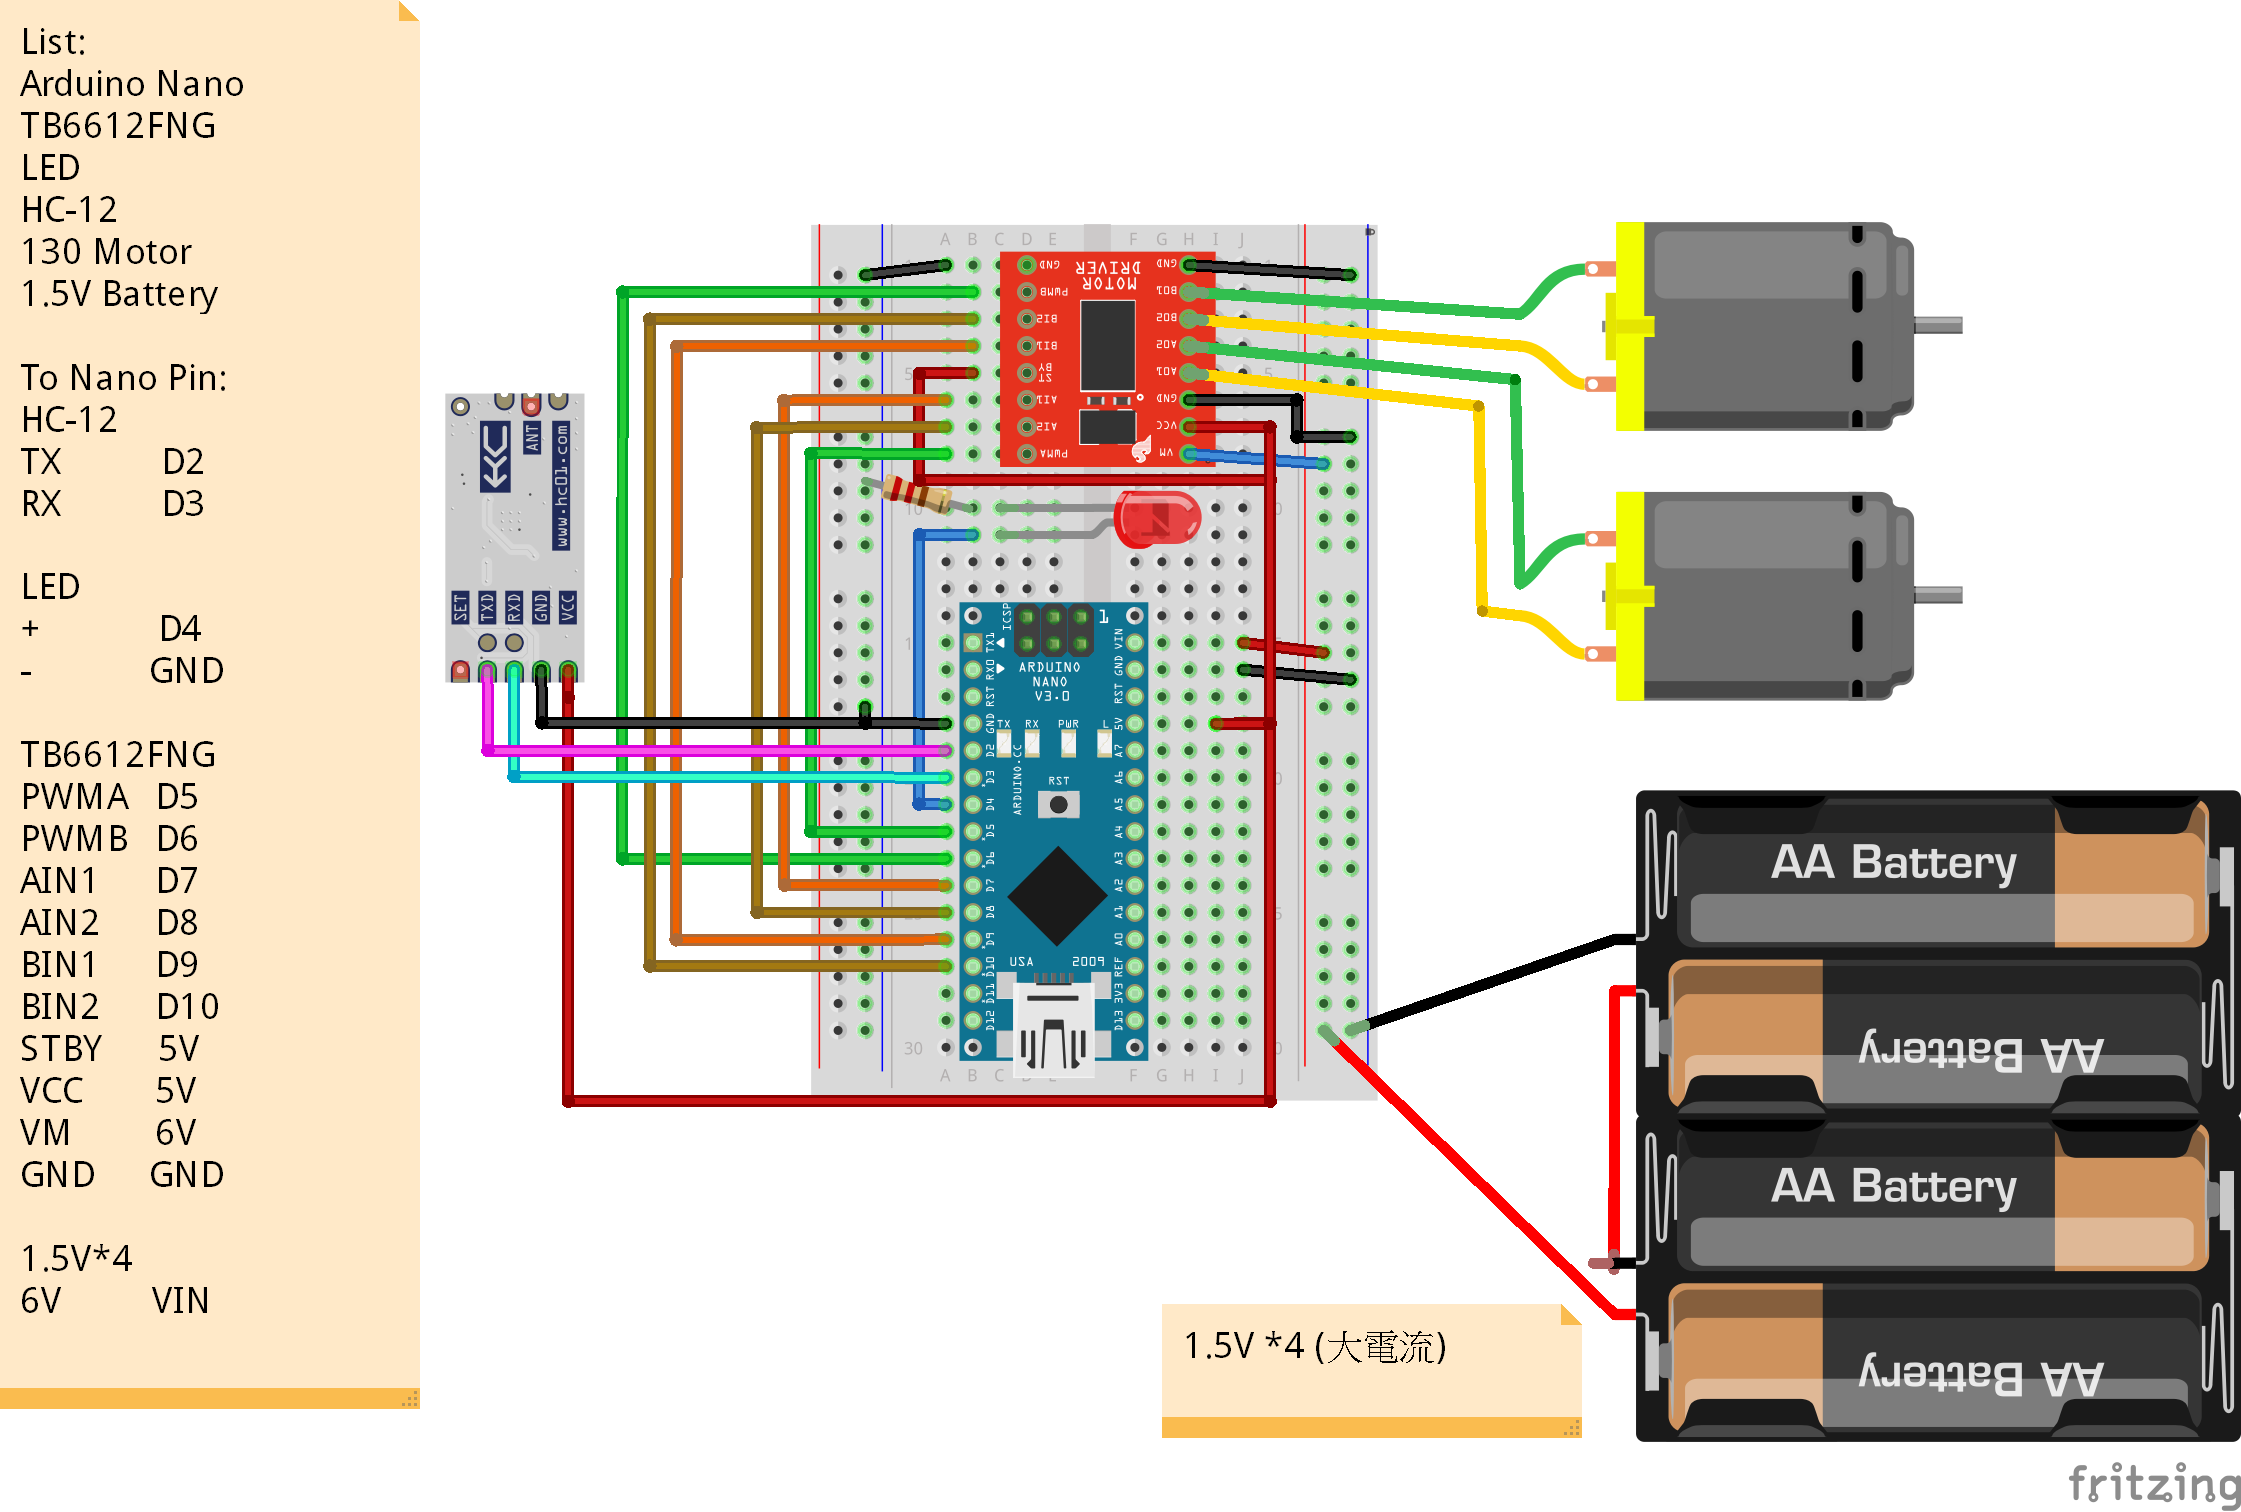 List:
Arduino Nano
TB6612FNG
LED
HC-12
130 Motor
1.5V Battery
To Nano Pin:
HC-12
TX D2
RX D3
LED
+ D4
- GND
TB6612FNG
PWMA D5
PWMB D6
AIN1 D7
AIN2 D8
BIN1 D9
BIN2 D10
STBY 5V
VCC 5V
VM 6V
GND GND
1.5V*4
6V VIN
ANT
www.hc01.com
SET
TXD
RXD
GND
VCC
A B C D E F G H I J
MOTOR
DRIVER
GND
PWMB
BI2
BI1
ST
BY
AI1
AI2
PWMA
GND
BO1
BO2
AO2
AO1
GND
VCC
VM
5
5
10
30
ICSP
1
ARDUINO
NANO
V3.0
TX RX PWR L
RST
ARDUINO.CC
USA 2009
TX1
RX0
RST
GND
D2
D3
D4
D5
D6
D7
D8
D9
D10
D11
D12
VIN
GND
RST
5V
A7
A6
A5
A4
A3
A2
A1
A0
REF
3V3
D13
A B C D E F G H I J
AA Battery
AA Battery
AA Battery
AA Battery
1.5V *4 (大電流)
fritzing